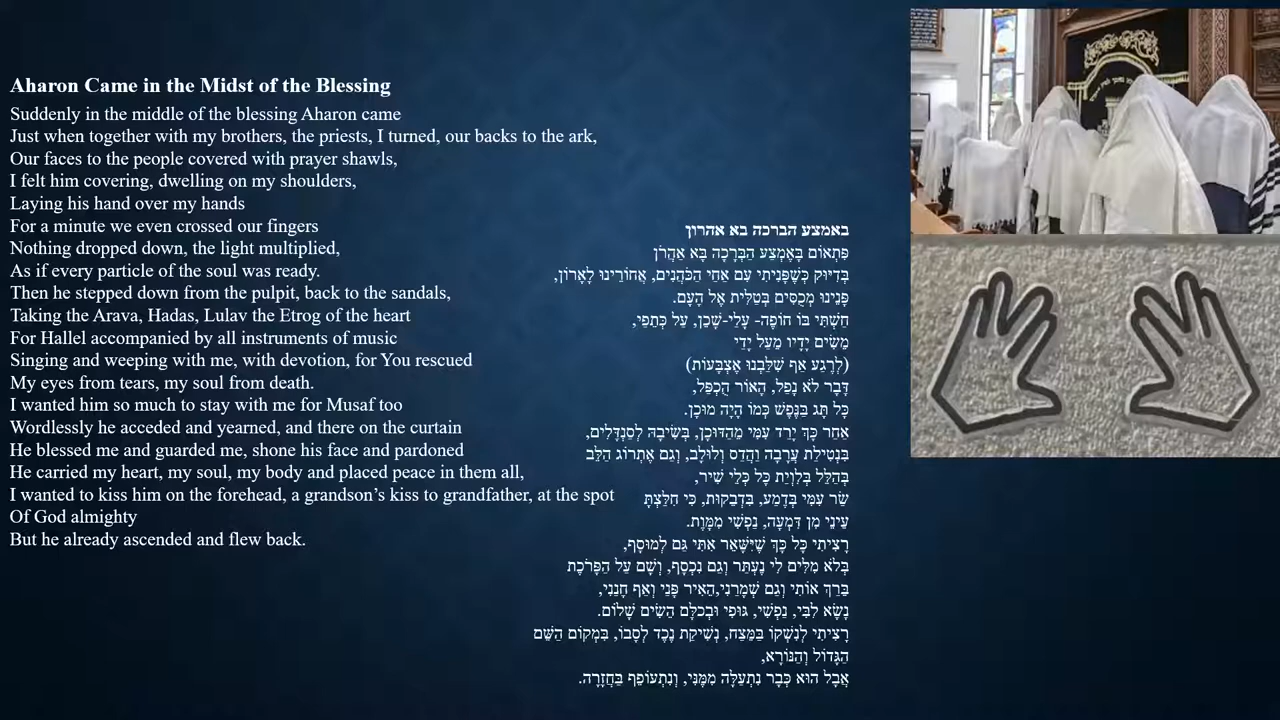 Aharon Came in the Midst of the Blessing
Suddenly in the middle of the blessing Aharon came
Just when together with my brothers, the priests, I turned, our backs to the ark,
Our faces to the people covered with prayer shawls,
I felt him covering, dwelling on my shoulders,
Laying his hand over my hands
For a minute we even crossed our fingers
Nothing dropped down, the light multiplied,
As if every particle of the soul was ready.
Then he stepped down from the pulpit, back to the sandals,
Taking the Arava, Hadas, Lulav the Etrog of the heart
For Hallel accompanied by all instruments of music
Singing and weeping with me, with devotion, for You rescued
My eyes from tears, my soul from death.
I wanted him so much to stay with me for Musaf too
Wordlessly he acceded and yearned, and there on the curtain
He blessed me and guarded me, shone his face and pardoned
He carried my heart, my soul, my body and placed peace in them all,
I wanted to kiss him on the forehead, a grandson’s kiss to grandfather, at the spot
Of God almighty
But he already ascended and flew back.
באמצע הברכה בא אהרון
פִּתְאוֹם בָּאֶמְצַע הַבְּרָכָה בָּא אַהֲרֹן
בְּדִיּוּק כְּשֶׁפָּנִיתִי עִם אַחַי הַכֹּהֲנִים, אֲחוֹרֵינוּ לָאָרוֹן,
פָּנֵינוּ מְכֻסִּים בְּטַלִּית אֶל הָעָם.
חַשְׁתִּי בּוֹ חוֹפֶה- עָלַי-שָׁכַן, עַל כְּתֵפַי,
מֵשִׂים יָדָיו מֵעַל יָדַי
(לְרֶגַע אַף שִׁלַּבְנוּ אֶצְבָּעוֹת)
דָּבָר לֹא נָפַל, הָאוֹר הֻכְפַּל,
כָּל תָּג בַּנֶּפֶשׁ כְּמוֹ הָיָה מוּכָן.
אַחַר כָּךְ יָרַד עִמִּי מֵהַדּוּכָן, בְּשִׁיבָה לְסַנְדָּלִים,
בִּנְטִילַת עֲרָבָה וַהֲדַס וְלוּלָב, וְגַם אֶתְרוֹג הַלֵּב
בְּהַלֵּל בִּלְוִיַּת כָּל כְּלֵי שִׁיר,
שָׁר עִמִּי בְּדֶמַע, בִּדְבֵקוּת, כִּי חִלַּצְתָּ
עֵינַי מִן דִּמְעָה, נַפְשִׁי מִמָּוֶת.
רָצִיתִי כָּל כָּךְ שֶׁיִּשָּׁאֵר אִתִּי גַּם לְמוּסָף,
בְּלֹא מִלִּים לִי נֶעְתַּר וְגַם נִכְסַף, וְשָׁם עַל הַפָּרֹכֶת
בֵּרַךְ אוֹתִי וְגַם שְׁמָרַנִי,הֵאִיר פָּנַי וְאַף חָנַנִי,
נָשָׂא לִבִּי, נַפְשִׁי, גּוּפִי וּבְכֻלָּם הֵשִׂים שָׁלוֹם.
רָצִיתִי לְנַשְּׁקוֹ בַּמֵּצַח, נְשִׁיקַת נֶכֶד לְסָבוֹ, בִּמְקוֹם הַשֵּׁם
הַגָּדוֹל וְהַנּוֹרָא,
אֲבָל הוּא כְּבָר נִתְעַלָּה מִמֶּנִּי, וְנִתְעוֹפֵף בַּחֲזָרָה.